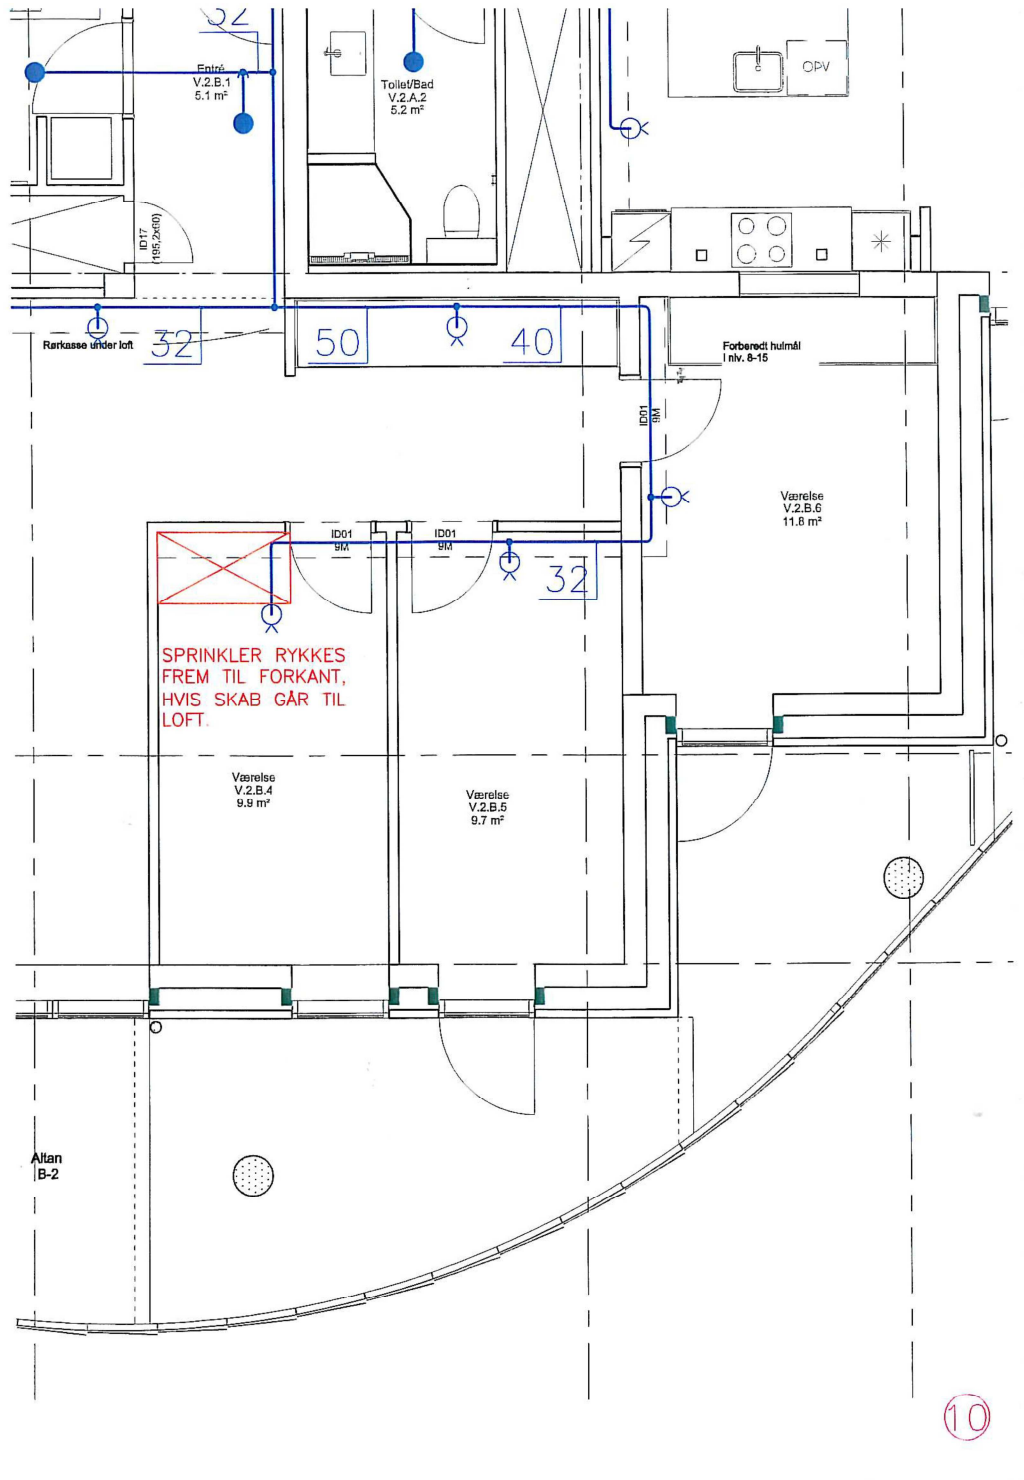 32
Entré
V.2.B.1
5.1 m²
Toilet/Bad
V.2.A.2
5.2 m²
OPV
ID17
(195,2x60)
Rørkasse under loft
32
50
40
Forberedt hulmål
i niv. 8-15
ID01
9M
Værelse
V.2.B.6
11.8 m²
ID01
9M
ID01
9M
32
SPRINKLER RYKKES
FREM TIL FORKANT,
HVIS SKAB GÅR TIL
LOFT.
Værelse
V.2.B.4
9.9 m²
Værelse
V.2.B.5
9.7 m²
Altan
B-2
10